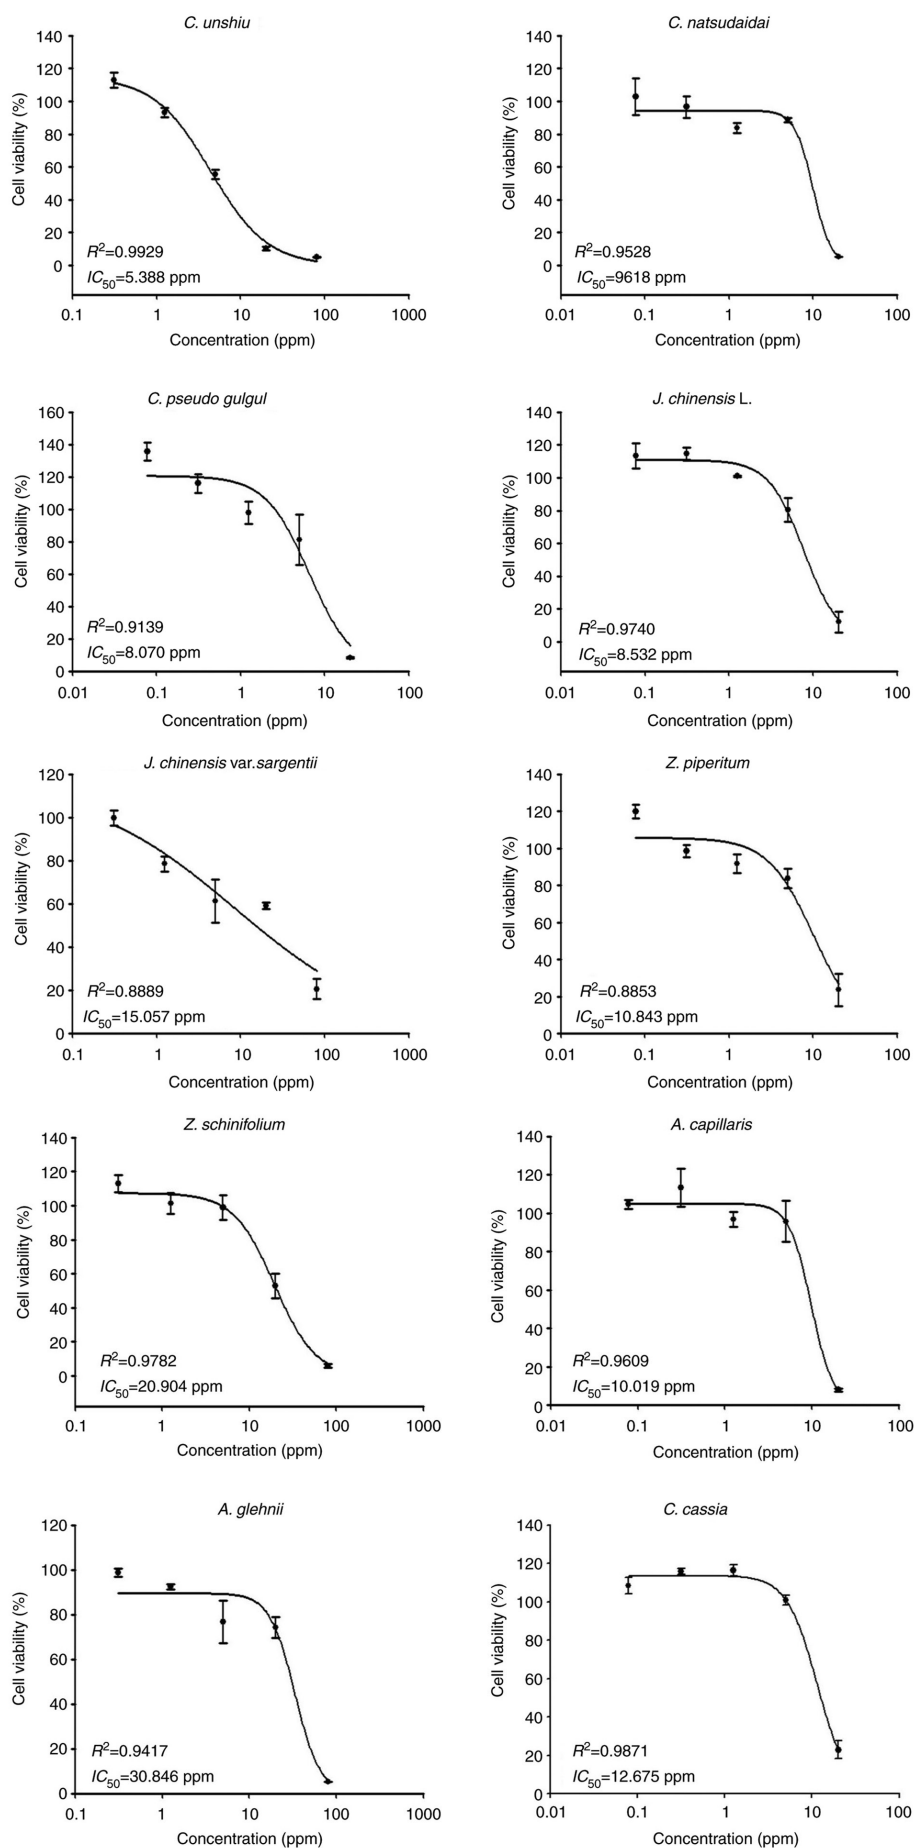 C. unshiu
140
120
100
80
60
40
20
0
Cell viability (%)
R2=0.9929
IC50=5.388 ppm
0.1 1 10 100 1000
Concentration (ppm)
C. natsudaidai
140
120
100
80
60
40
20
0
Cell viability (%)
R2=0.9528
IC50=9618 ppm
0.01 0.1 1 10 100
Concentration (ppm)
C. pseudo gulgul
160
140
120
100
80
60
40
20
0
Cell viability (%)
R2=0.9139
IC50=8.070 ppm
0.01 0.1 1 10 100
Concentration (ppm)
J. chinensis L.
140
120
100
80
60
40
20
0
Cell viability (%)
R2=0.9740
IC50=8.532 ppm
0.01 0.1 1 10 100
Concentration (ppm)
J. chinensis var.sargentii
120
100
80
60
40
20
0
Cell viability (%)
R2=0.8889
IC50=15.057 ppm
0.1 1 10 100 1000
Concentration (ppm)
Z. piperitum
140
120
100
80
60
40
20
0
Cell viability (%)
R2=0.8853
IC50=10.843 ppm
0.01 0.1 1 10 100
Concentration (ppm)
Z. schinifolium
140
120
100
80
60
40
20
0
Cell viability (%)
R2=0.9782
IC50=20.904 ppm
0.1 1 10 100 1000
Concentration (ppm)
A. capillaris
140
120
100
80
60
40
20
0
Cell viability (%)
R2=0.9609
IC50=10.019 ppm
0.01 0.1 1 10 100
Concentration (ppm)
A. glehnii
120
100
80
60
40
20
0
Cell viability (%)
R2=0.9417
IC50=30.846 ppm
0.1 1 10 100 1000
Concentration (ppm)
C. cassia
140
120
100
80
60
40
20
0
Cell viability (%)
R2=0.9871
IC50=12.675 ppm
0.01 0.1 1 10 100
Concentration (ppm)